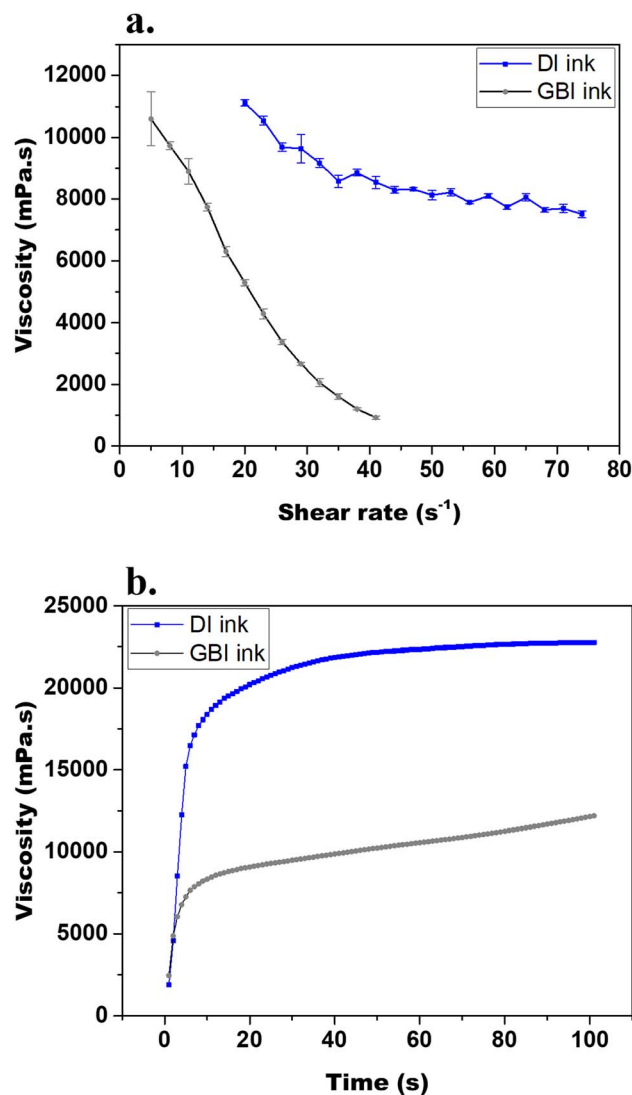 a.
DI ink
GBI ink
12000
10000
8000
6000
4000
2000
0
Viscosity (mPa.s)
0 10 20 30 40 50 60 70 80
Shear rate (s⁻¹)
b.
DI ink
GBI ink
25000
20000
15000
10000
5000
0
Viscosity (mPa.s)
0 20 40 60 80 100
Time (s)